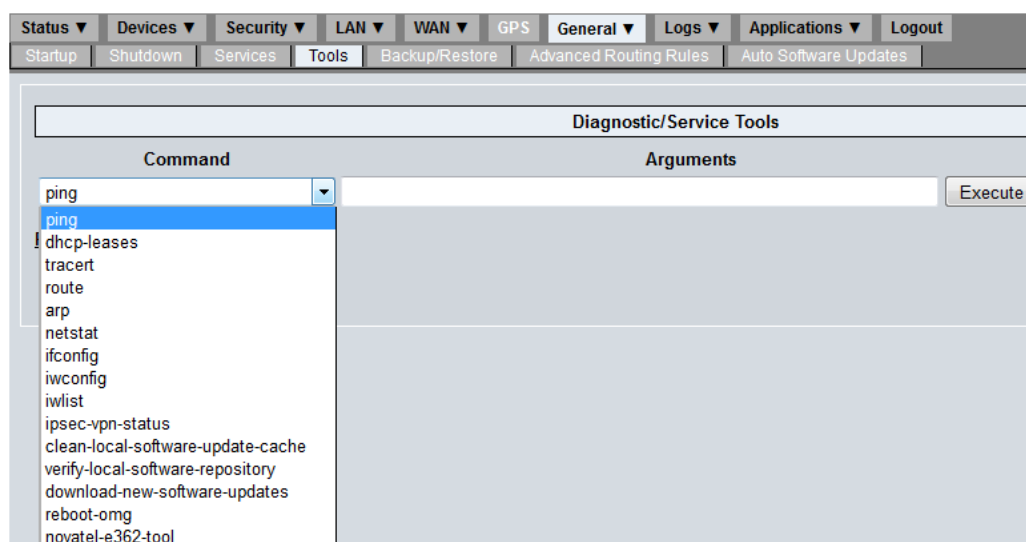 Status ▼ Devices ▼ Security ▼ LAN ▼ WAN ▼ GPS General ▼ Logs ▼ Applications ▼ Logout
Startup Shutdown Services Tools Backup/Restore Advanced Routing Rules Auto Software Updates
Diagnostic/Service Tools
Command Arguments
ping Execute
ping
dhcp-leases
tracert
route
arp
netstat
ifconfig
iwconfig
iwlist
ipsec-vpn-status
clean-local-software-update-cache
verify-local-software-repository
download-new-software-updates
reboot-omg
novatel-e362-tool